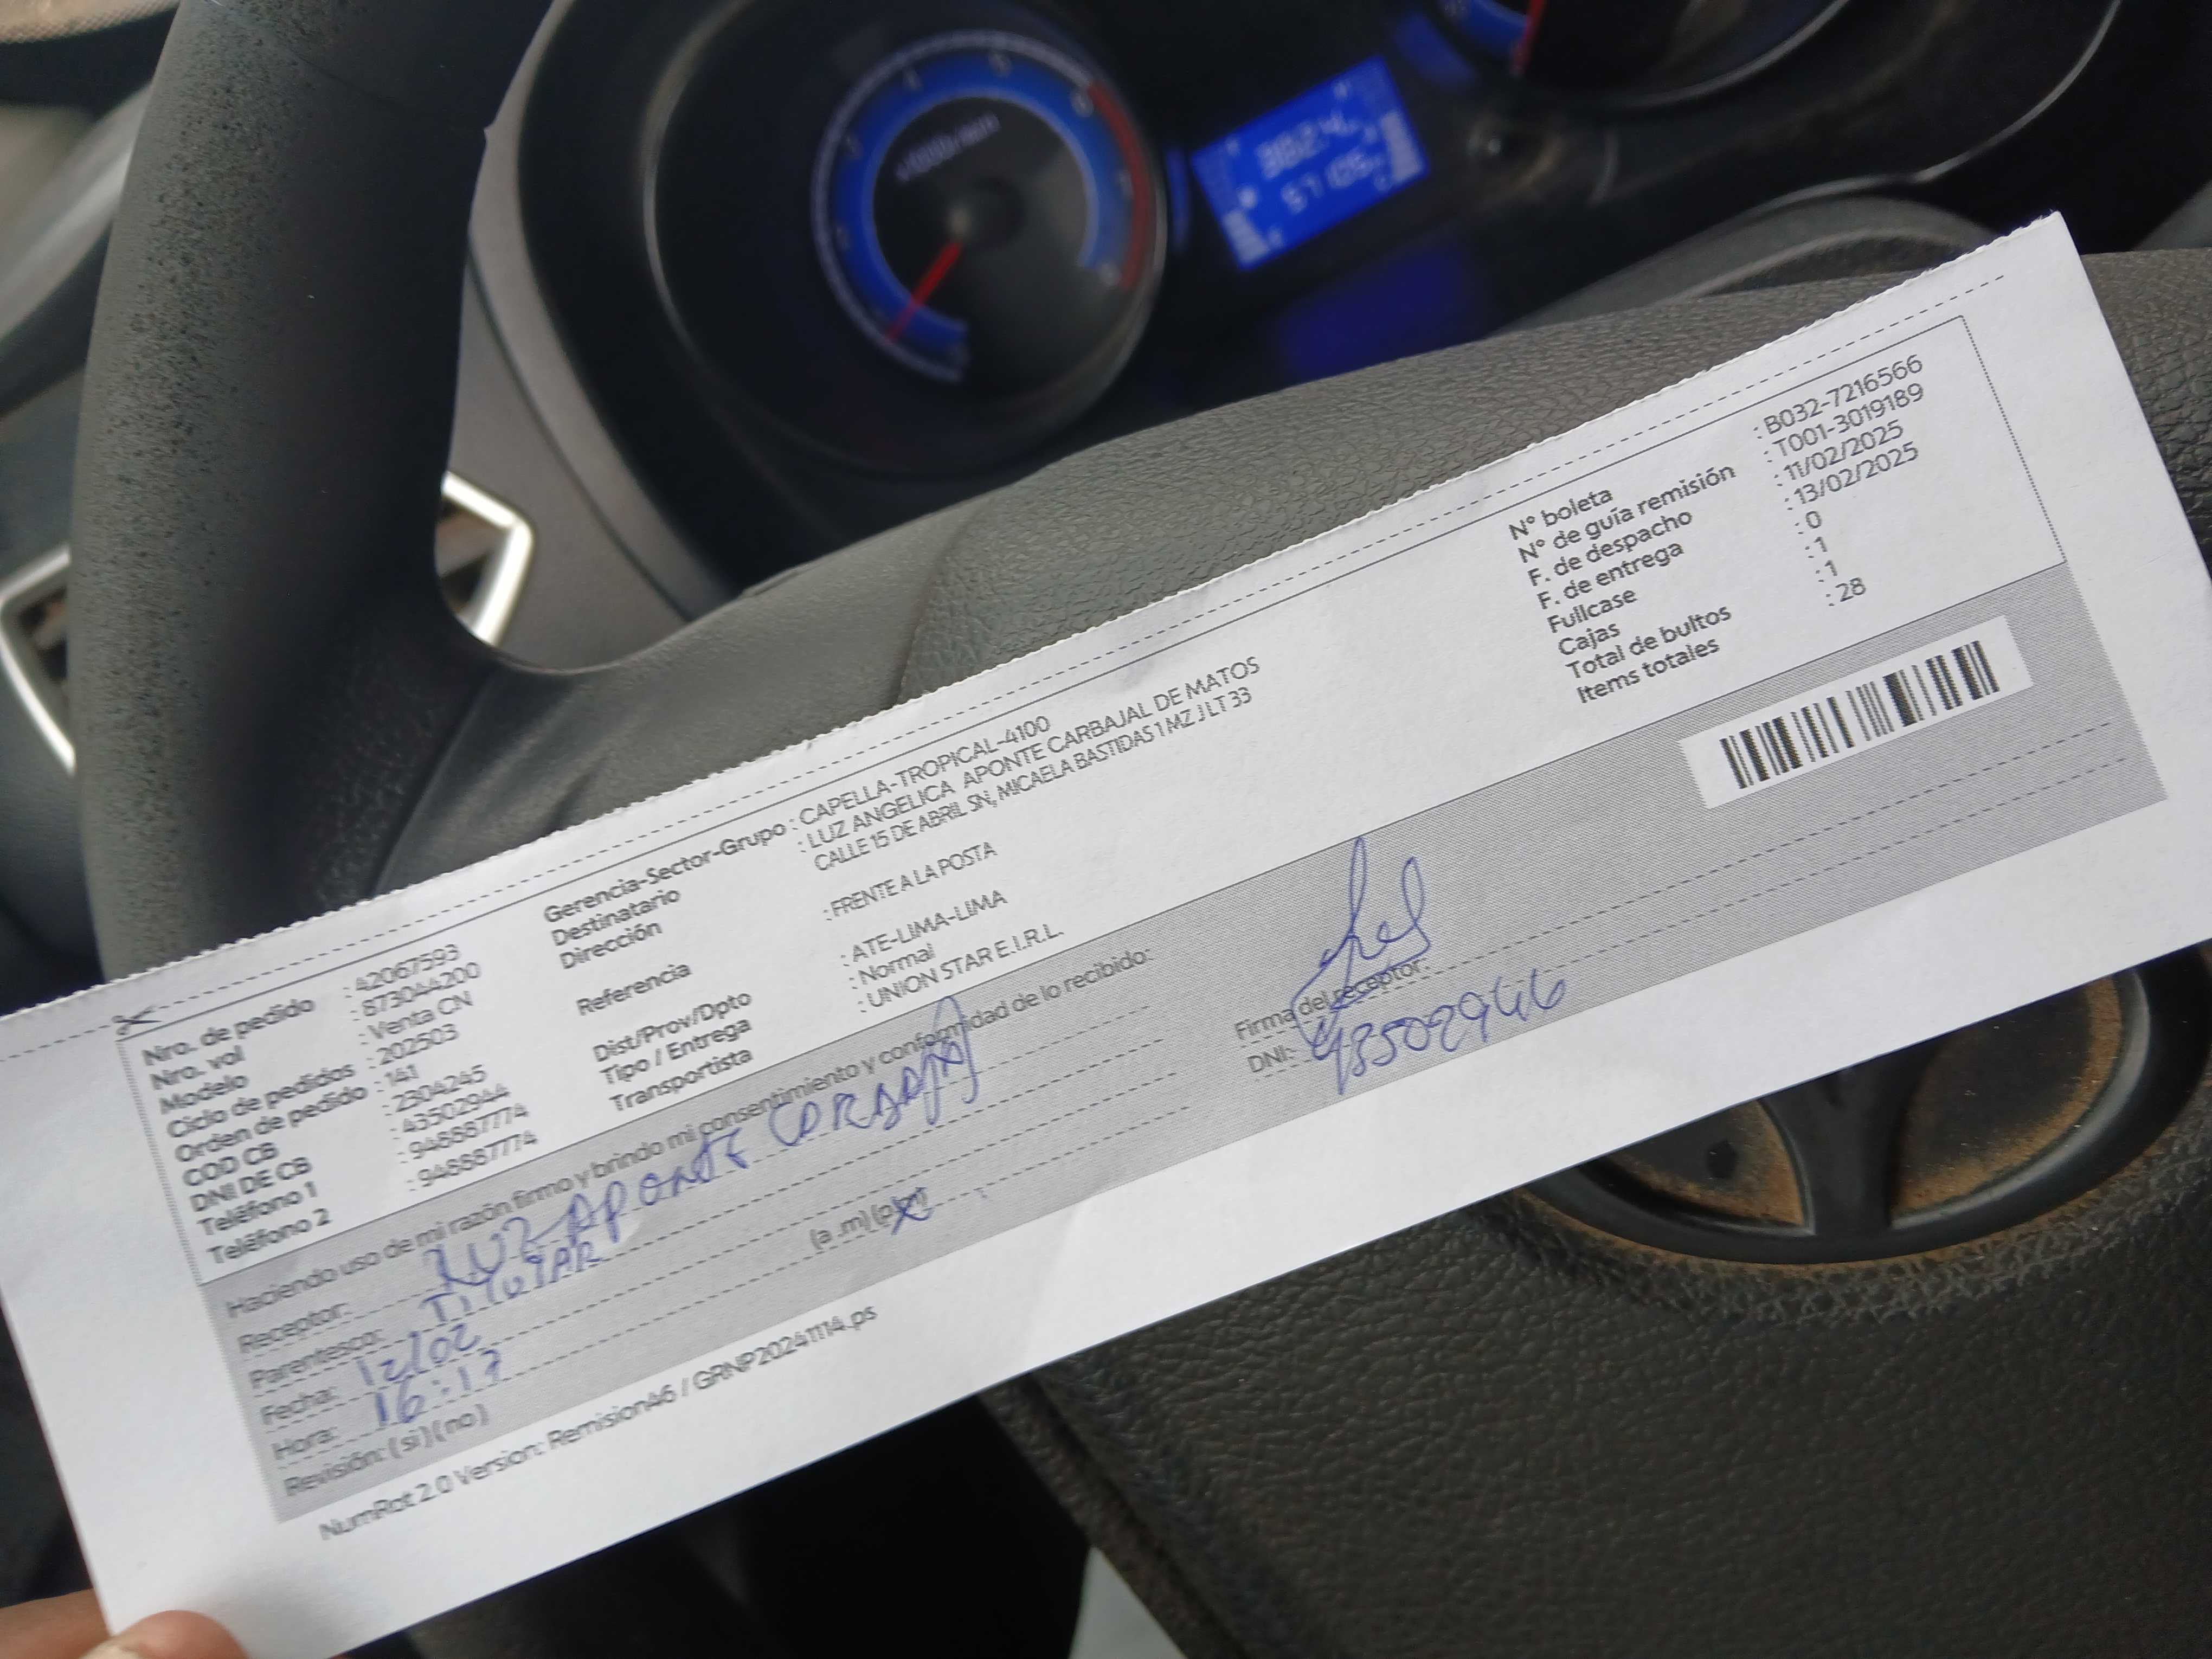 Nro. de pedido : 42067593
Nro. vol : 8730A4200
Modelo : Venta CN
Ciclo de pedidos : 202503
Orden de pedido : 141
COD CB : 2304245
DNI DE CB : 43502944
Teléfono 1 : 948887774
Teléfono 2 : 948887774
Gerencia-Sector-Grupo : CAPELLA-TROPICAL-4100
Destinatario : LUZ ANGELICA APONTE CARBAJAL DE MATOS
Dirección CALLE 15 DE ABRIL SN, MICAELA BASTIDAS 1 MZ J LT 33
Referencia : FRENTE A LA POSTA
Dist/Prov/Dpto : ATE-LIMA-LIMA
Tipo / Entrega : Normal
Transportista : UNION STAR E.I.R.L.
N° boleta : B032-7216566
N° de guía remisión : T001-3019189
F. de despacho : 11/02/2025
F. de entrega : 13/02/2025
Fullcase : 0
Cajas : 1
Total de bultos : 1
Items totales : 28
Haciendo uso de mi razón firmo y brindo mi consentimiento y conformidad de lo recibido:
Receptor: LUZ APONTE CARBAJAL
Parentesco: TITULAR
Fecha: 12/02
Hora: 16:17 (a .m) (p.m)
Revisión: ( si ) ( no )
Firma del receptor:
DNI: 43502944
NumRot 2.0 Version: Remision46 / GRNP20241114.ps
x1000r/min
3824
57105